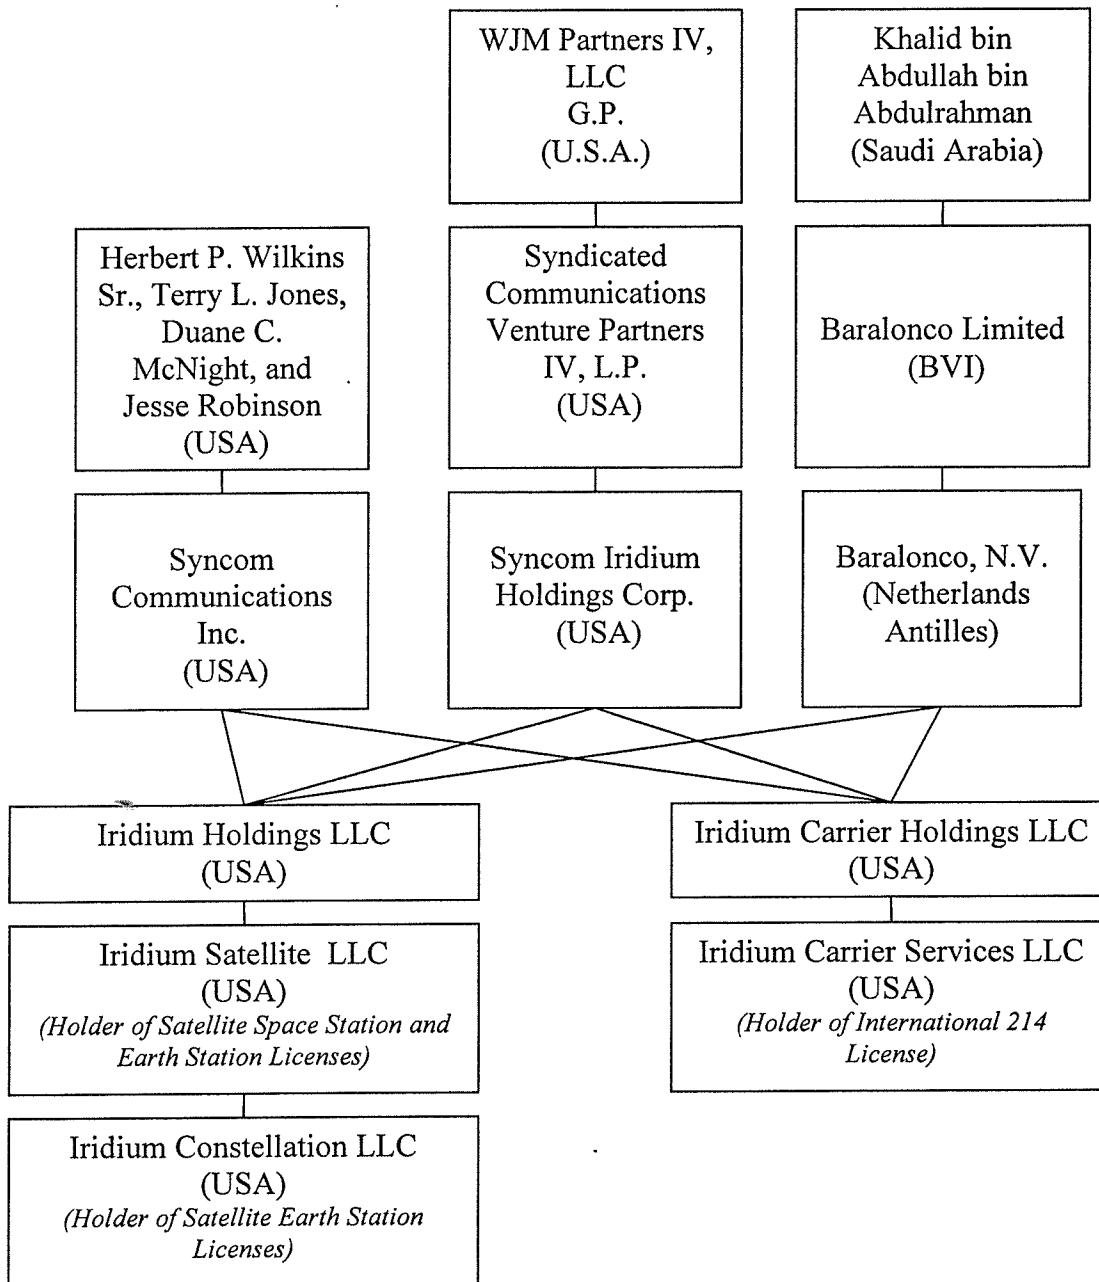 WJM Partners IV,
LLC
G.P.
(U.S.A.)
Khalid bin
Abdullah bin
Abdulrahman
(Saudi Arabia)
Herbert P. Wilkins
Sr., Terry L. Jones,
Duane C.
McNight, and
Jesse Robinson
(USA)
Syndicated
Communications
Venture Partners
IV, L.P.
(USA)
Baralonco Limited
(BVI)
Syncom
Communications
Inc.
(USA)
Syncom Iridium
Holdings Corp.
(USA)
Baralonco, N.V.
(Netherlands
Antilles)
Iridium Holdings LLC
(USA)
Iridium Carrier Holdings LLC
(USA)
Iridium Satellite LLC
(USA)
(Holder of Satellite Space Station and
Earth Station Licenses)
Iridium Carrier Services LLC
(USA)
(Holder of International 214
License)
Iridium Constellation LLC
(USA)
(Holder of Satellite Earth Station
Licenses)